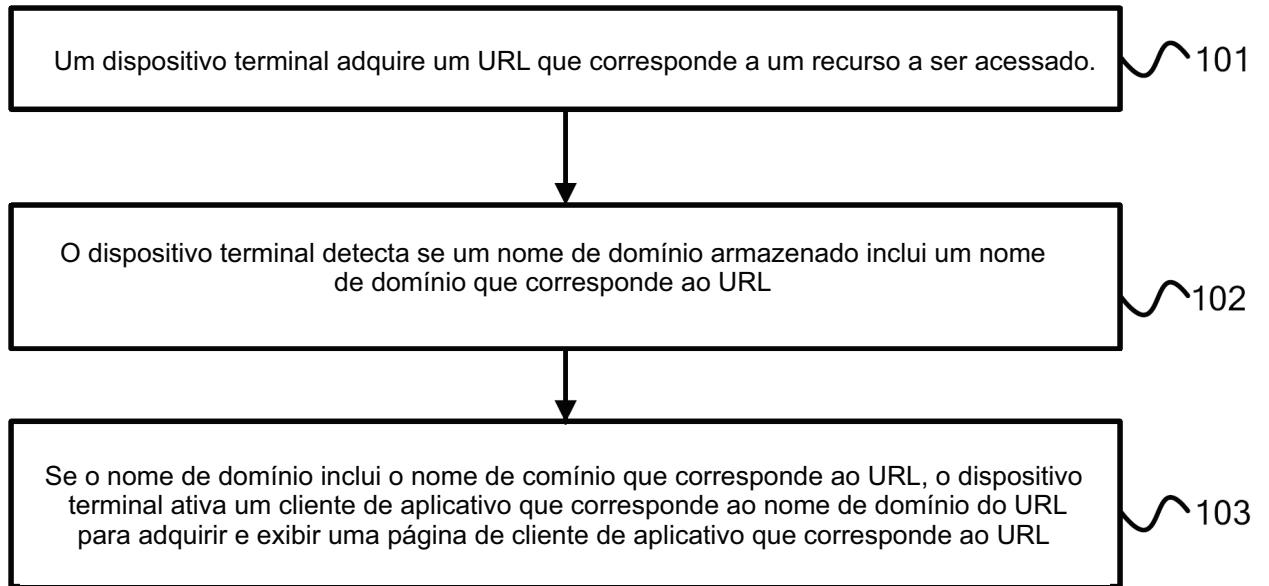 Um dispositivo terminal adquire um URL que corresponde a um recurso a ser acessado.
101
O dispositivo terminal detecta se um nome de domínio armazenado inclui um nome
de domínio que corresponde ao URL
102
Se o nome de domínio inclui o nome de comínio que corresponde ao URL, o dispositivo
terminal ativa um cliente de aplicativo que corresponde ao nome de domínio do URL
para adquirir e exibir uma página de cliente de aplicativo que corresponde ao URL
103